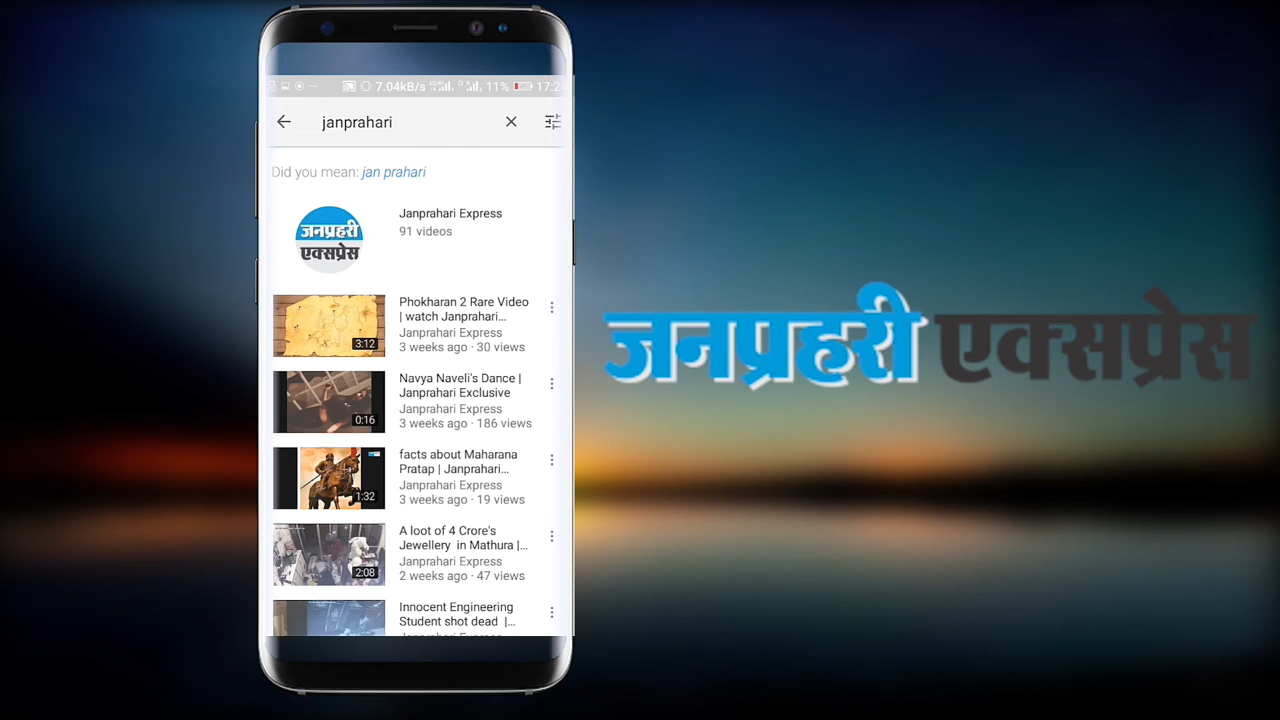 7.04kB/s
11%
janprahari
Did you mean: jan prahari
जनप्रहरी
एक्सप्रेस
Janprahari Express
91 videos
Phokharan 2 Rare Video
| watch Janprahari...
Janprahari Express
3 weeks ago · 30 views
3:12
Navya Naveli's Dance |
Janprahari Exclusive
Janprahari Express
3 weeks ago · 186 views
0:16
facts about Maharana
Pratap | Janprahari...
Janprahari Express
3 weeks ago · 19 views
1:32
A loot of 4 Crore's
Jewellery in Mathura |...
Janprahari Express
2 weeks ago · 47 views
2:08
Innocent Engineering
Student shot dead |...
Janprahari Express
जनप्रहरी एक्सप्रेस